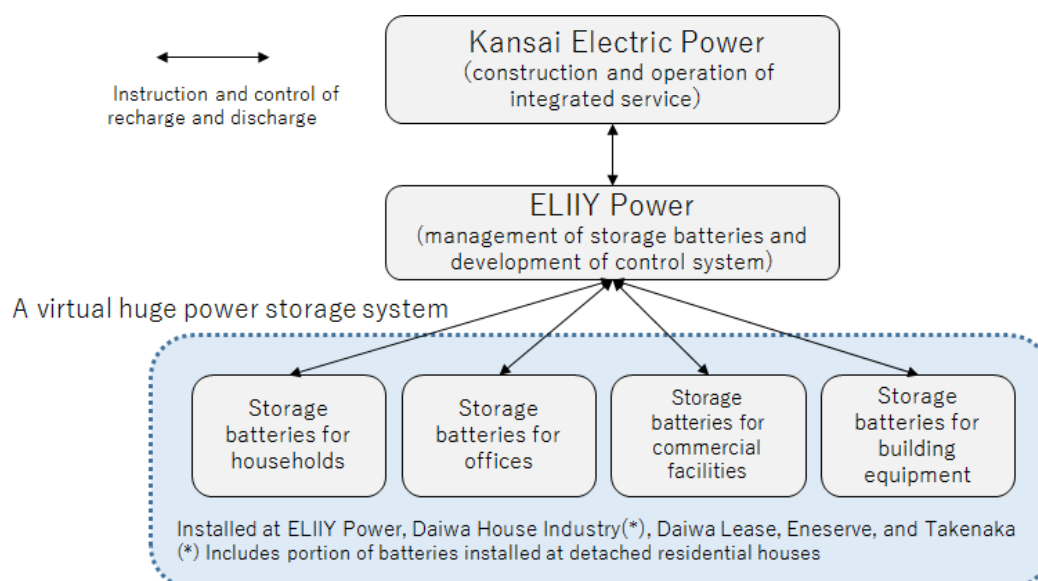 Kansai Electric Power
(construction and operation of
integrated service)
Instruction and control of
recharge and discharge
ELIIY Power
(management of storage batteries and
development of control system)
A virtual huge power storage system
Storage
batteries for
households
Storage
batteries for
offices
Storage
batteries for
commercial
facilities
Storage
batteries for
building
equipment
Installed at ELIIY Power, Daiwa House Industry(*), Daiwa Lease, Eneserve, and Takenaka
(*) Includes portion of batteries installed at detached residential houses